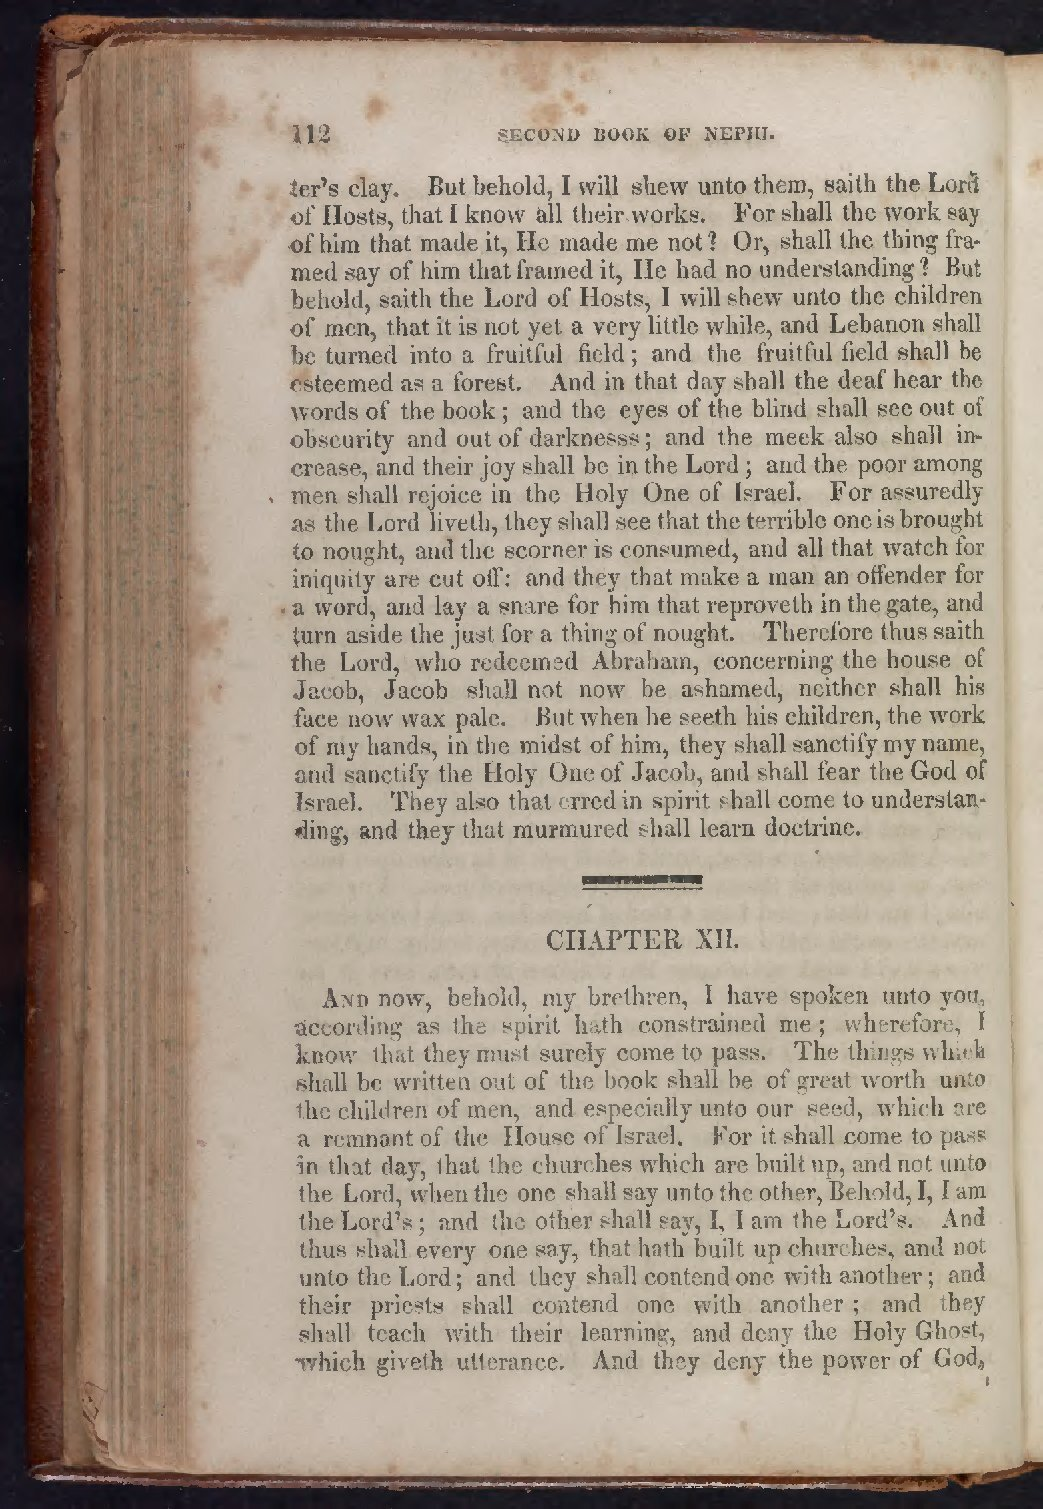 112 SECOND BOOK OF NEPHI.
ter's clay. But behold, I will shew unto them, saith the Lord
of Hosts, that I know all their works. For shall the work say
of him that made it, He made me not? Or, shall the thing fra-
med say of him that framed it, He had no understanding? But
behold, saith the Lord of Hosts, I will shew unto the children
of men, that it is not yet a very little while, and Lebanon shall
be turned into a fruitful field; and the fruitful field shall be
esteemed as a forest. And in that day shall the deaf hear the
words of the book; and the eyes of the blind shall see out of
obscurity and out of darknesss; and the meek also shall in-
crease, and their joy shall be in the Lord; and the poor among
men shall rejoice in the Holy One of Israel. For assuredly
as the Lord liveth, they shall see that the terrible one is brought
to nought, and the scorner is consumed, and all that watch for
iniquity are cut off: and they that make a man an offender for
a word, and lay a snare for him that reproveth in the gate, and
turn aside the just for a thing of nought. Therefore thus saith
the Lord, who redeemed Abraham, concerning the house of
Jacob, Jacob shall not now be ashamed, neither shall his
face now wax pale. But when he seeth his children, the work
of my hands, in the midst of him, they shall sanctify my name,
and sanctify the Holy One of Jacob, and shall fear the God of
Israel. They also that erred in spirit shall come to understan-
ding, and they that murmured shall learn doctrine.
CHAPTER XII.
AND now, behold, my brethren, I have spoken unto you,
according as the spirit hath constrained me; wherefore, I
know that they must surely come to pass. The things which
shall be written out of the book shall be of great worth unto
the children of men, and especially unto our seed, which are
a remnant of the House of Israel. For it shall come to pass
in that day, that the churches which are built up, and not unto
the Lord, when the one shall say unto the other, Behold, I, I am
the Lord's; and the other shall say, I, I am the Lord's. And
thus shall every one say, that hath built up churches, and not
unto the Lord; and they shall contend one with another; and
their priests shall contend one with another; and they
shall teach with their learning, and deny the Holy Ghost,
which giveth utterance. And they deny the power of God,